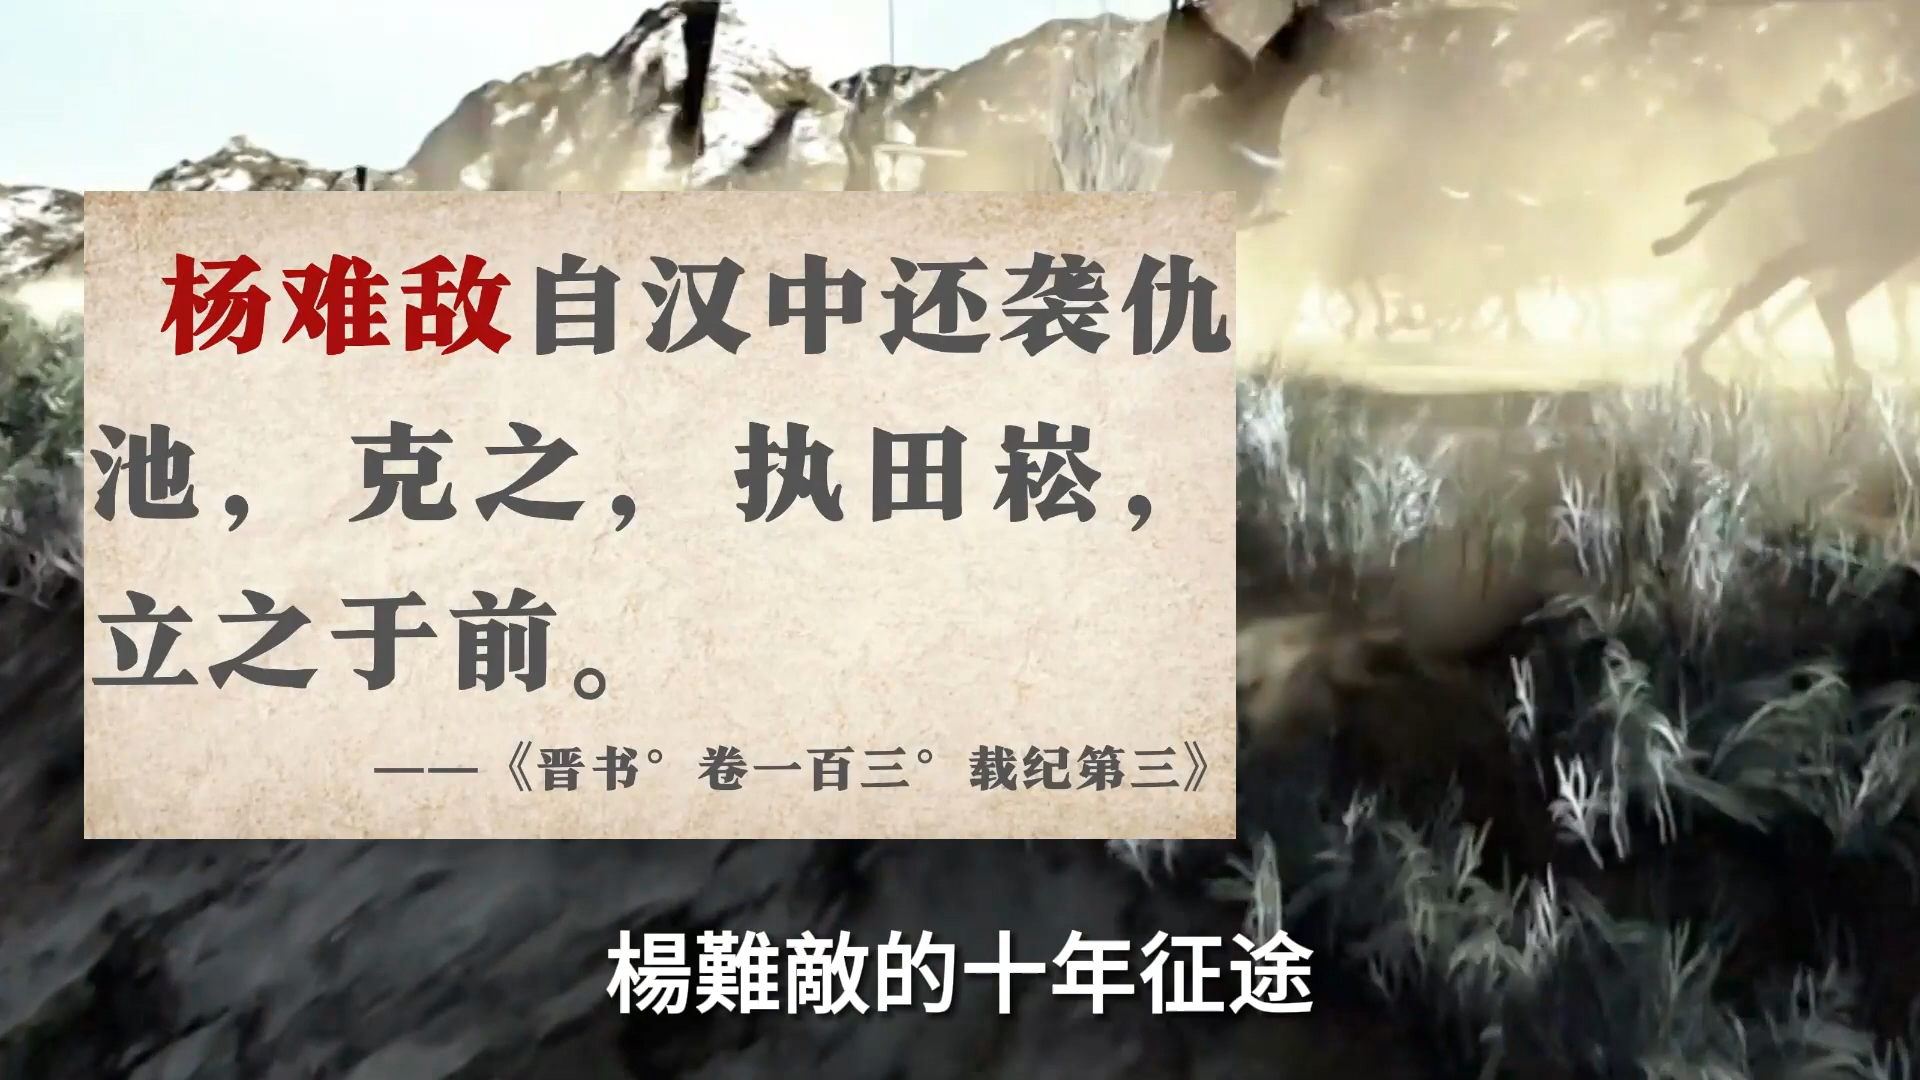 杨难敌自汉中还袭仇
池，克之，执田崧，
立之于前。
——《晋书°卷一百三°载纪第三》
楊難敵的十年征途